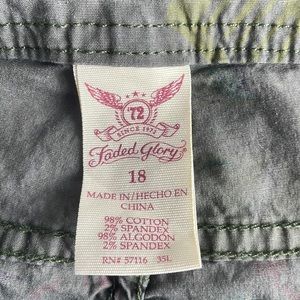 '72
SINCE 1972
Faded Glory
18
MADE IN/HECHO EN
CHINA
98% COTTON
2% SPANDEX
98% ALGODON
2% SPANDEX
RN# 57116 35L